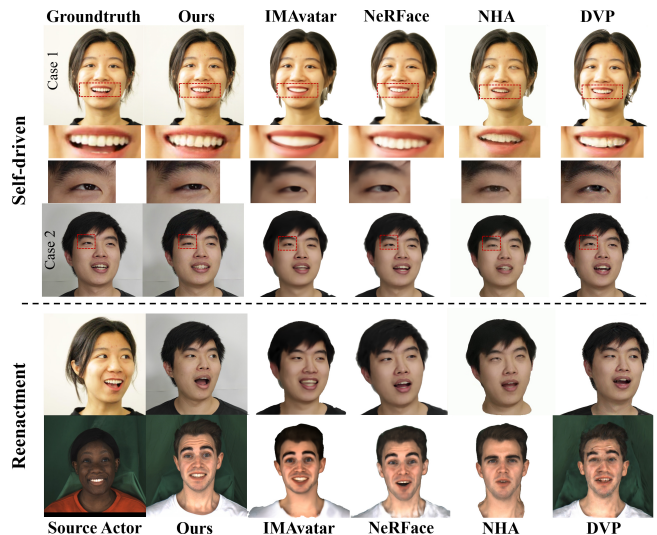 Groundtruth Ours IMAvatar NeRFace NHA DVP
Case 1
Self-driven
Case 2
Reenactment
Source Actor Ours IMAvatar NeRFace NHA DVP